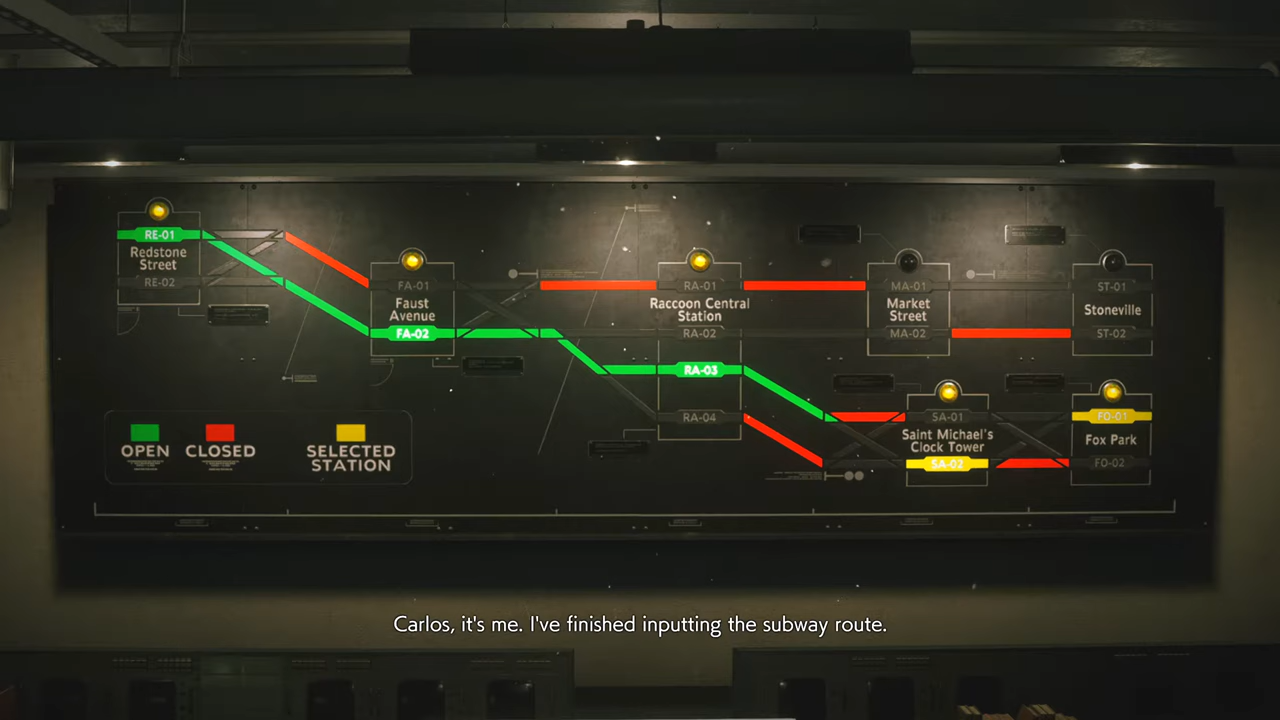 RE-01
Redstone
Street
RE-02
FA-01
Faust
Avenue
FA-02
RA-01
Raccoon Central
Station
RA-02
RA-03
RA-04
MA-01
Market
Street
MA-02
ST-01
Stoneville
ST-02
SA-01
Saint Michael's
Clock Tower
SA-02
FO-01
Fox Park
FO-02
OPEN
CLOSED
SELECTED
STATION
Carlos, it's me. I've finished inputting the subway route.